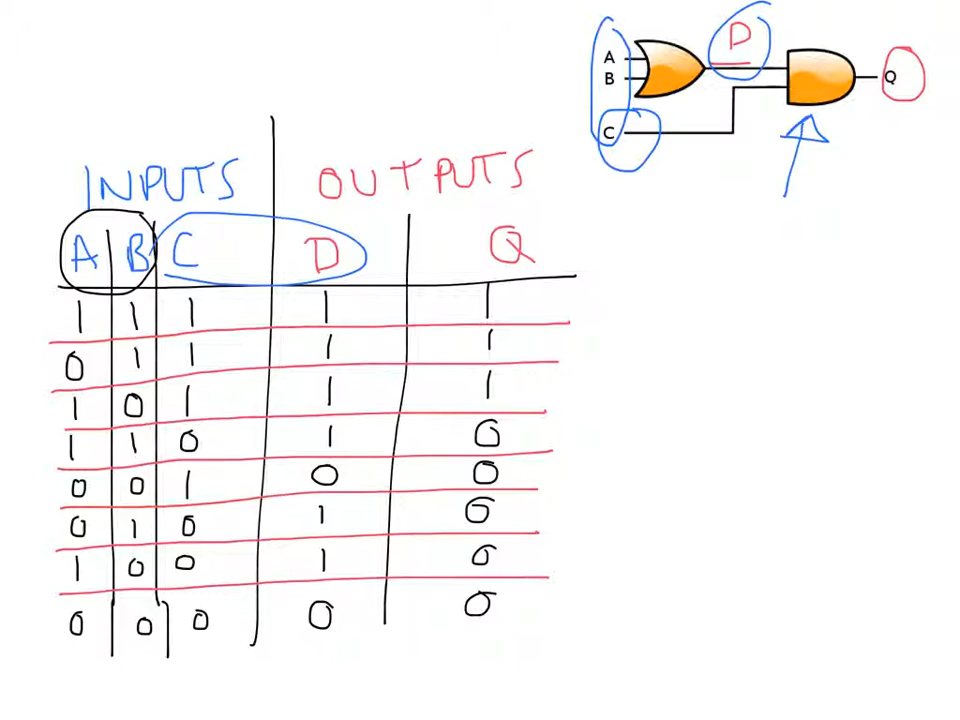 D
A
B
Q
C
INPUTS OUTPUTS
A B C D Q
1 1 1 1 1
0 1 1 1 1
1 0 1 1 1
1 1 0 1 0
0 0 1 0 0
0 1 0 1 0
1 0 0 1 0
0 0 0 0 0